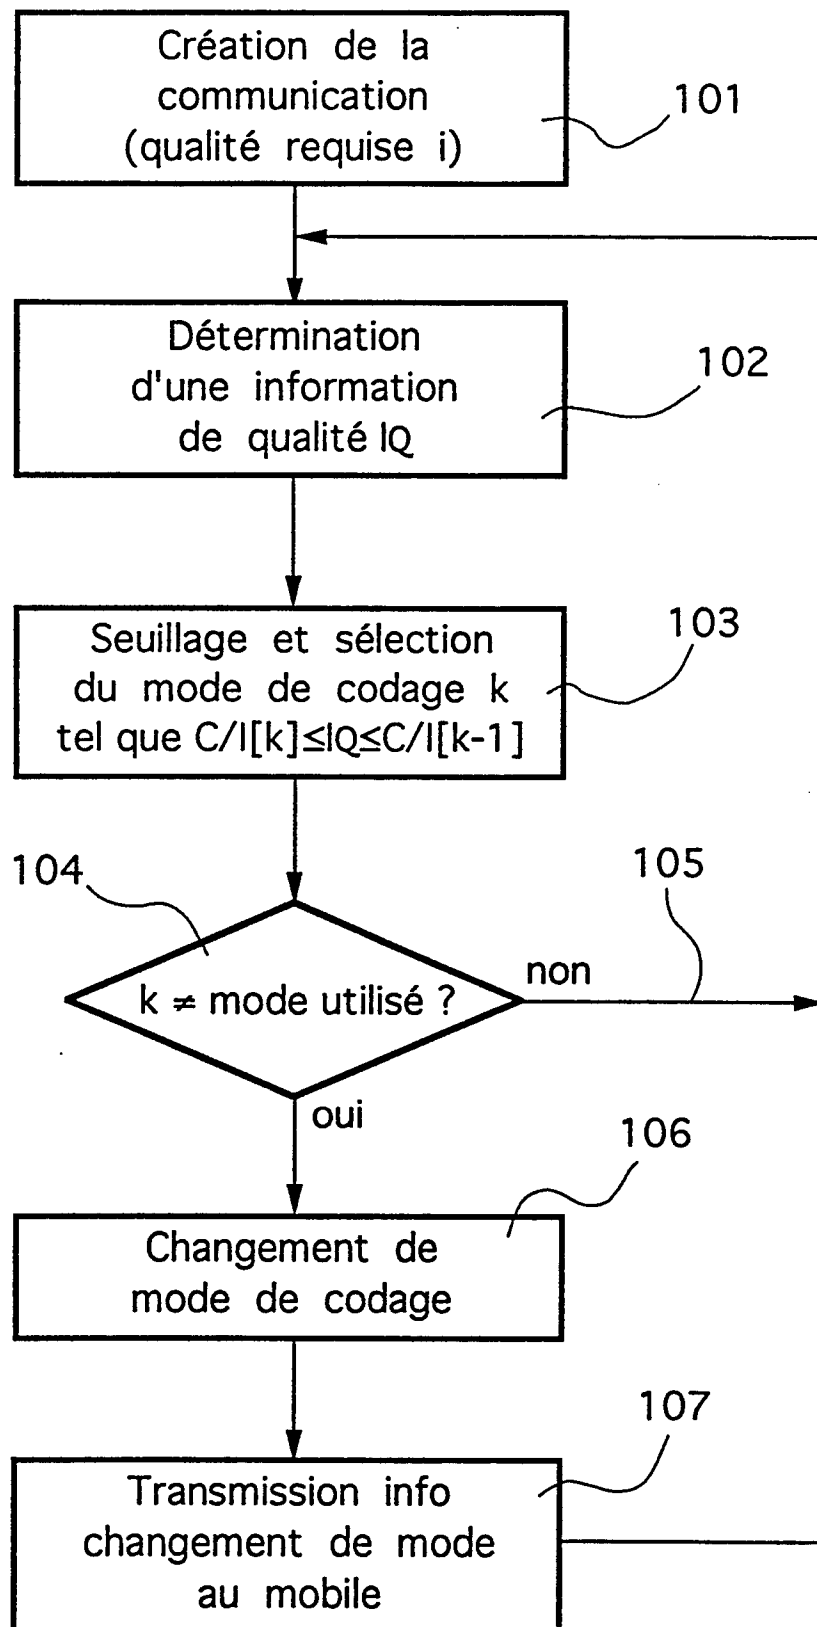 Création de la
communication
(qualité requise i)
101
Détermination
d'une information
de qualité IQ
102
Seuillage et sélection
du mode de codage k
tel que C/I[k]≤IQ≤C/I[k-1]
103
104
105
k ≠ mode utilisé ?
non
oui
106
Changement de
mode de codage
107
Transmission info
changement de mode
au mobile